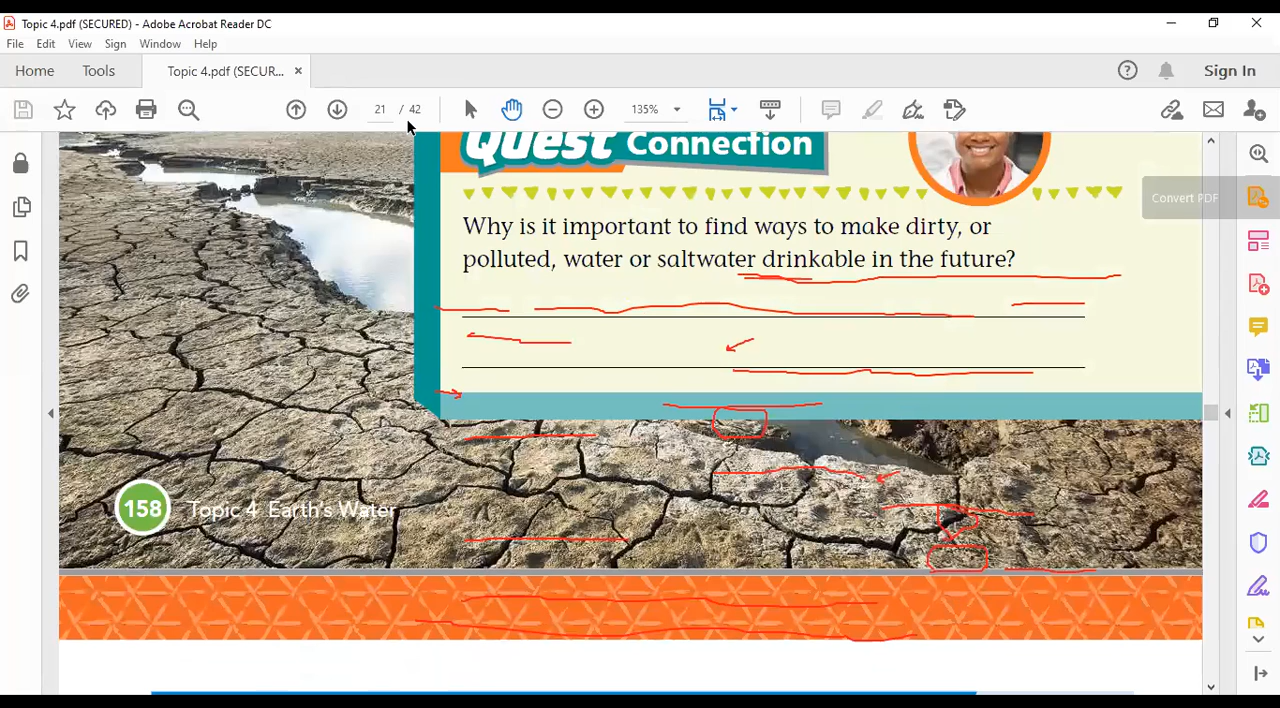 Topic 4.pdf (SECURED) - Adobe Acrobat Reader DC
File Edit View Sign Window Help
Home Tools Topic 4.pdf (SECUR... × Sign In
21 / 42 135%
Quest Connection
Convert PDF
Why is it important to find ways to make dirty, or
polluted, water or saltwater drinkable in the future?
158 Topic 4 Earth's Water